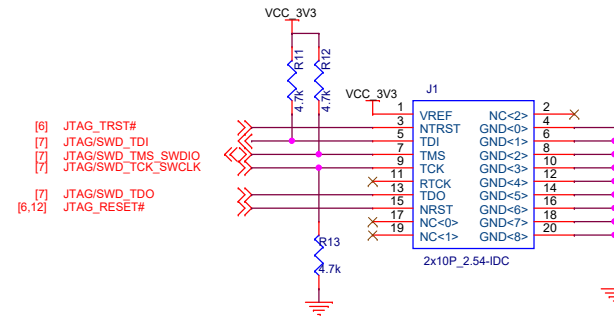 VCC_3V3
R11
4.7k
R12
4.7k
VCC_3V3
J1
[6] JTAG_TRST#
[7] JTAG/SWD_TDI
[7] JTAG/SWD_TMS_SWDIO
[7] JTAG/SWD_TCK_SWCLK
[7] JTAG/SWD_TDO
[6,12] JTAG_RESET#
1 VREF NC<2> 2
3 NTRST GND<0> 4
5 TDI GND<1> 6
7 TMS GND<2> 8
9 TCK GND<3> 10
11 RTCK GND<4> 12
13 TDO GND<5> 14
15 NRST GND<6> 16
17 NC<0> GND<7> 18
19 NC<1> GND<8> 20
R13
4.7k
2x10P_2.54-IDC